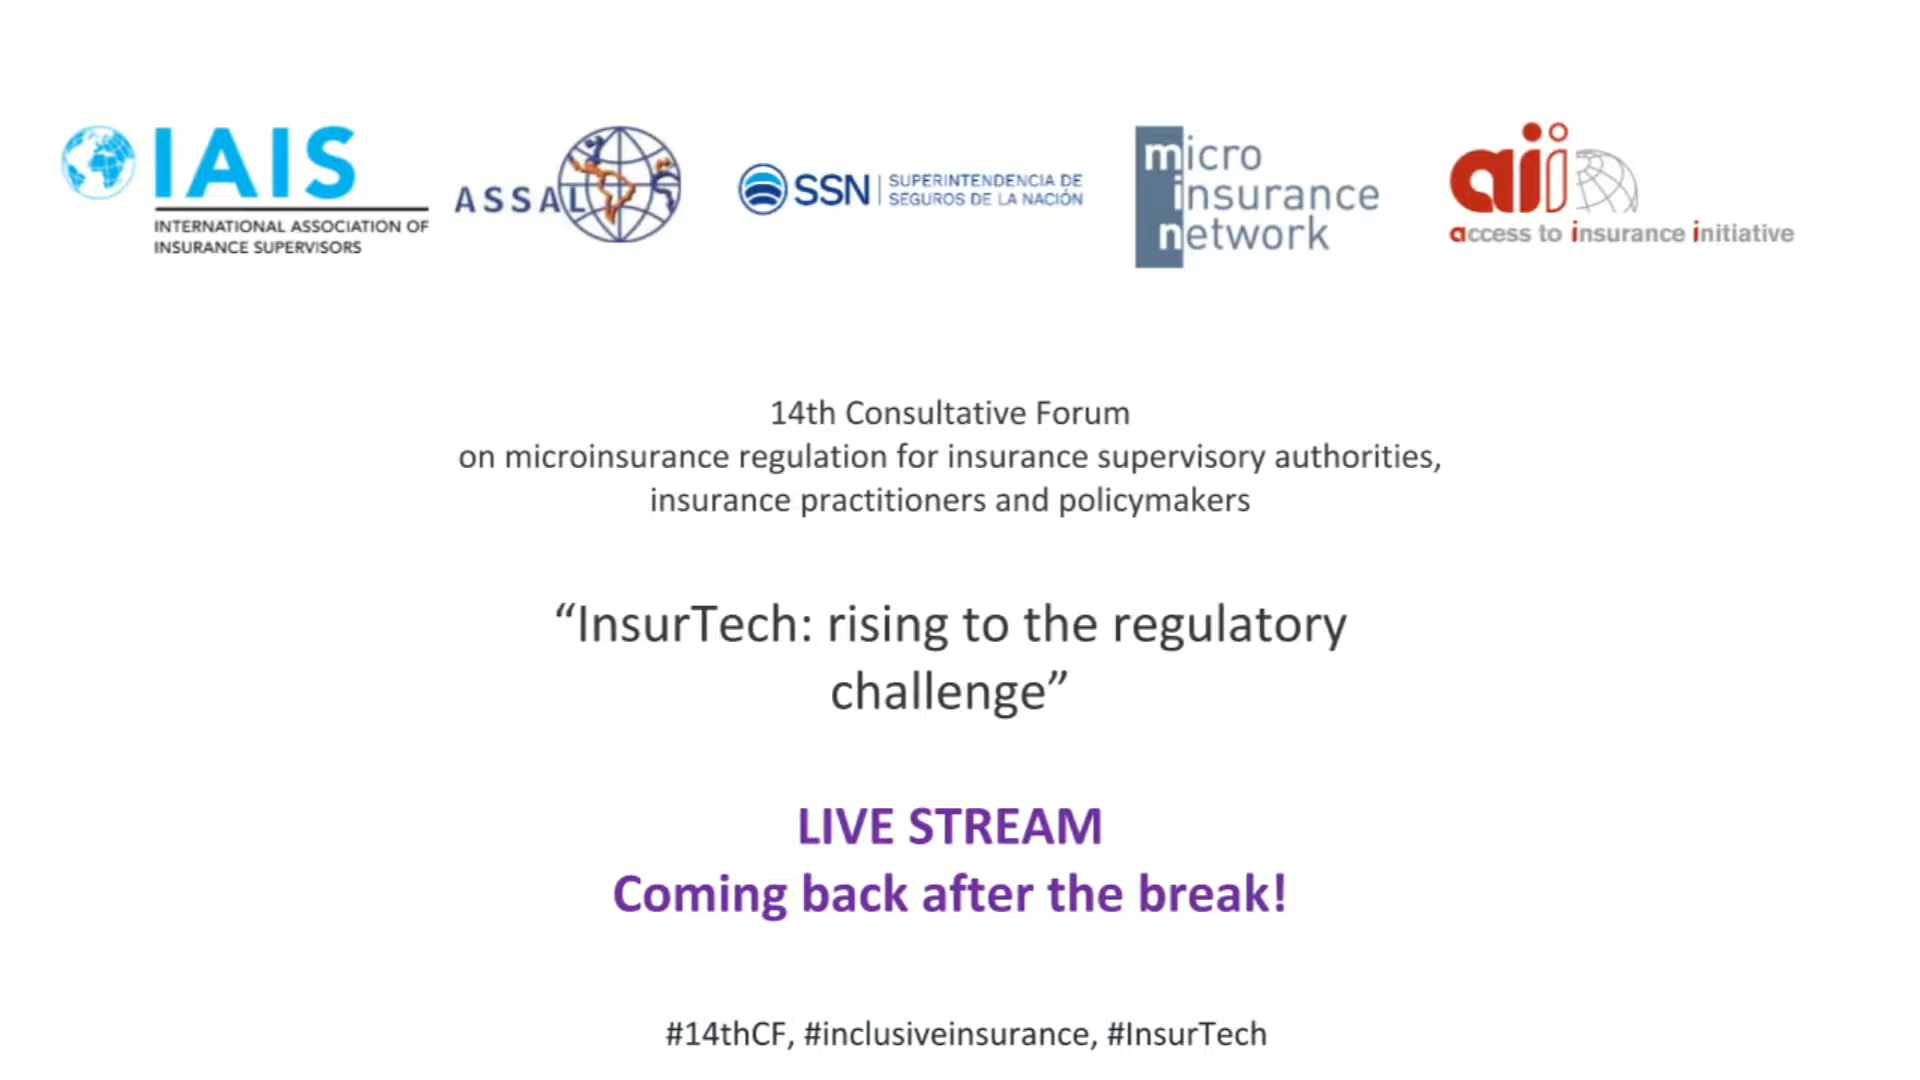 IAIS
INTERNATIONAL ASSOCIATION OF
INSURANCE SUPERVISORS
ASSAL
SSN
SUPERINTENDENCIA DE
SEGUROS DE LA NACIÓN
micro
insurance
network
aii
access to insurance initiative
14th Consultative Forum
on microinsurance regulation for insurance supervisory authorities,
insurance practitioners and policymakers
“InsurTech: rising to the regulatory
challenge”
LIVE STREAM
Coming back after the break!
#14thCF, #inclusiveinsurance, #InsurTech